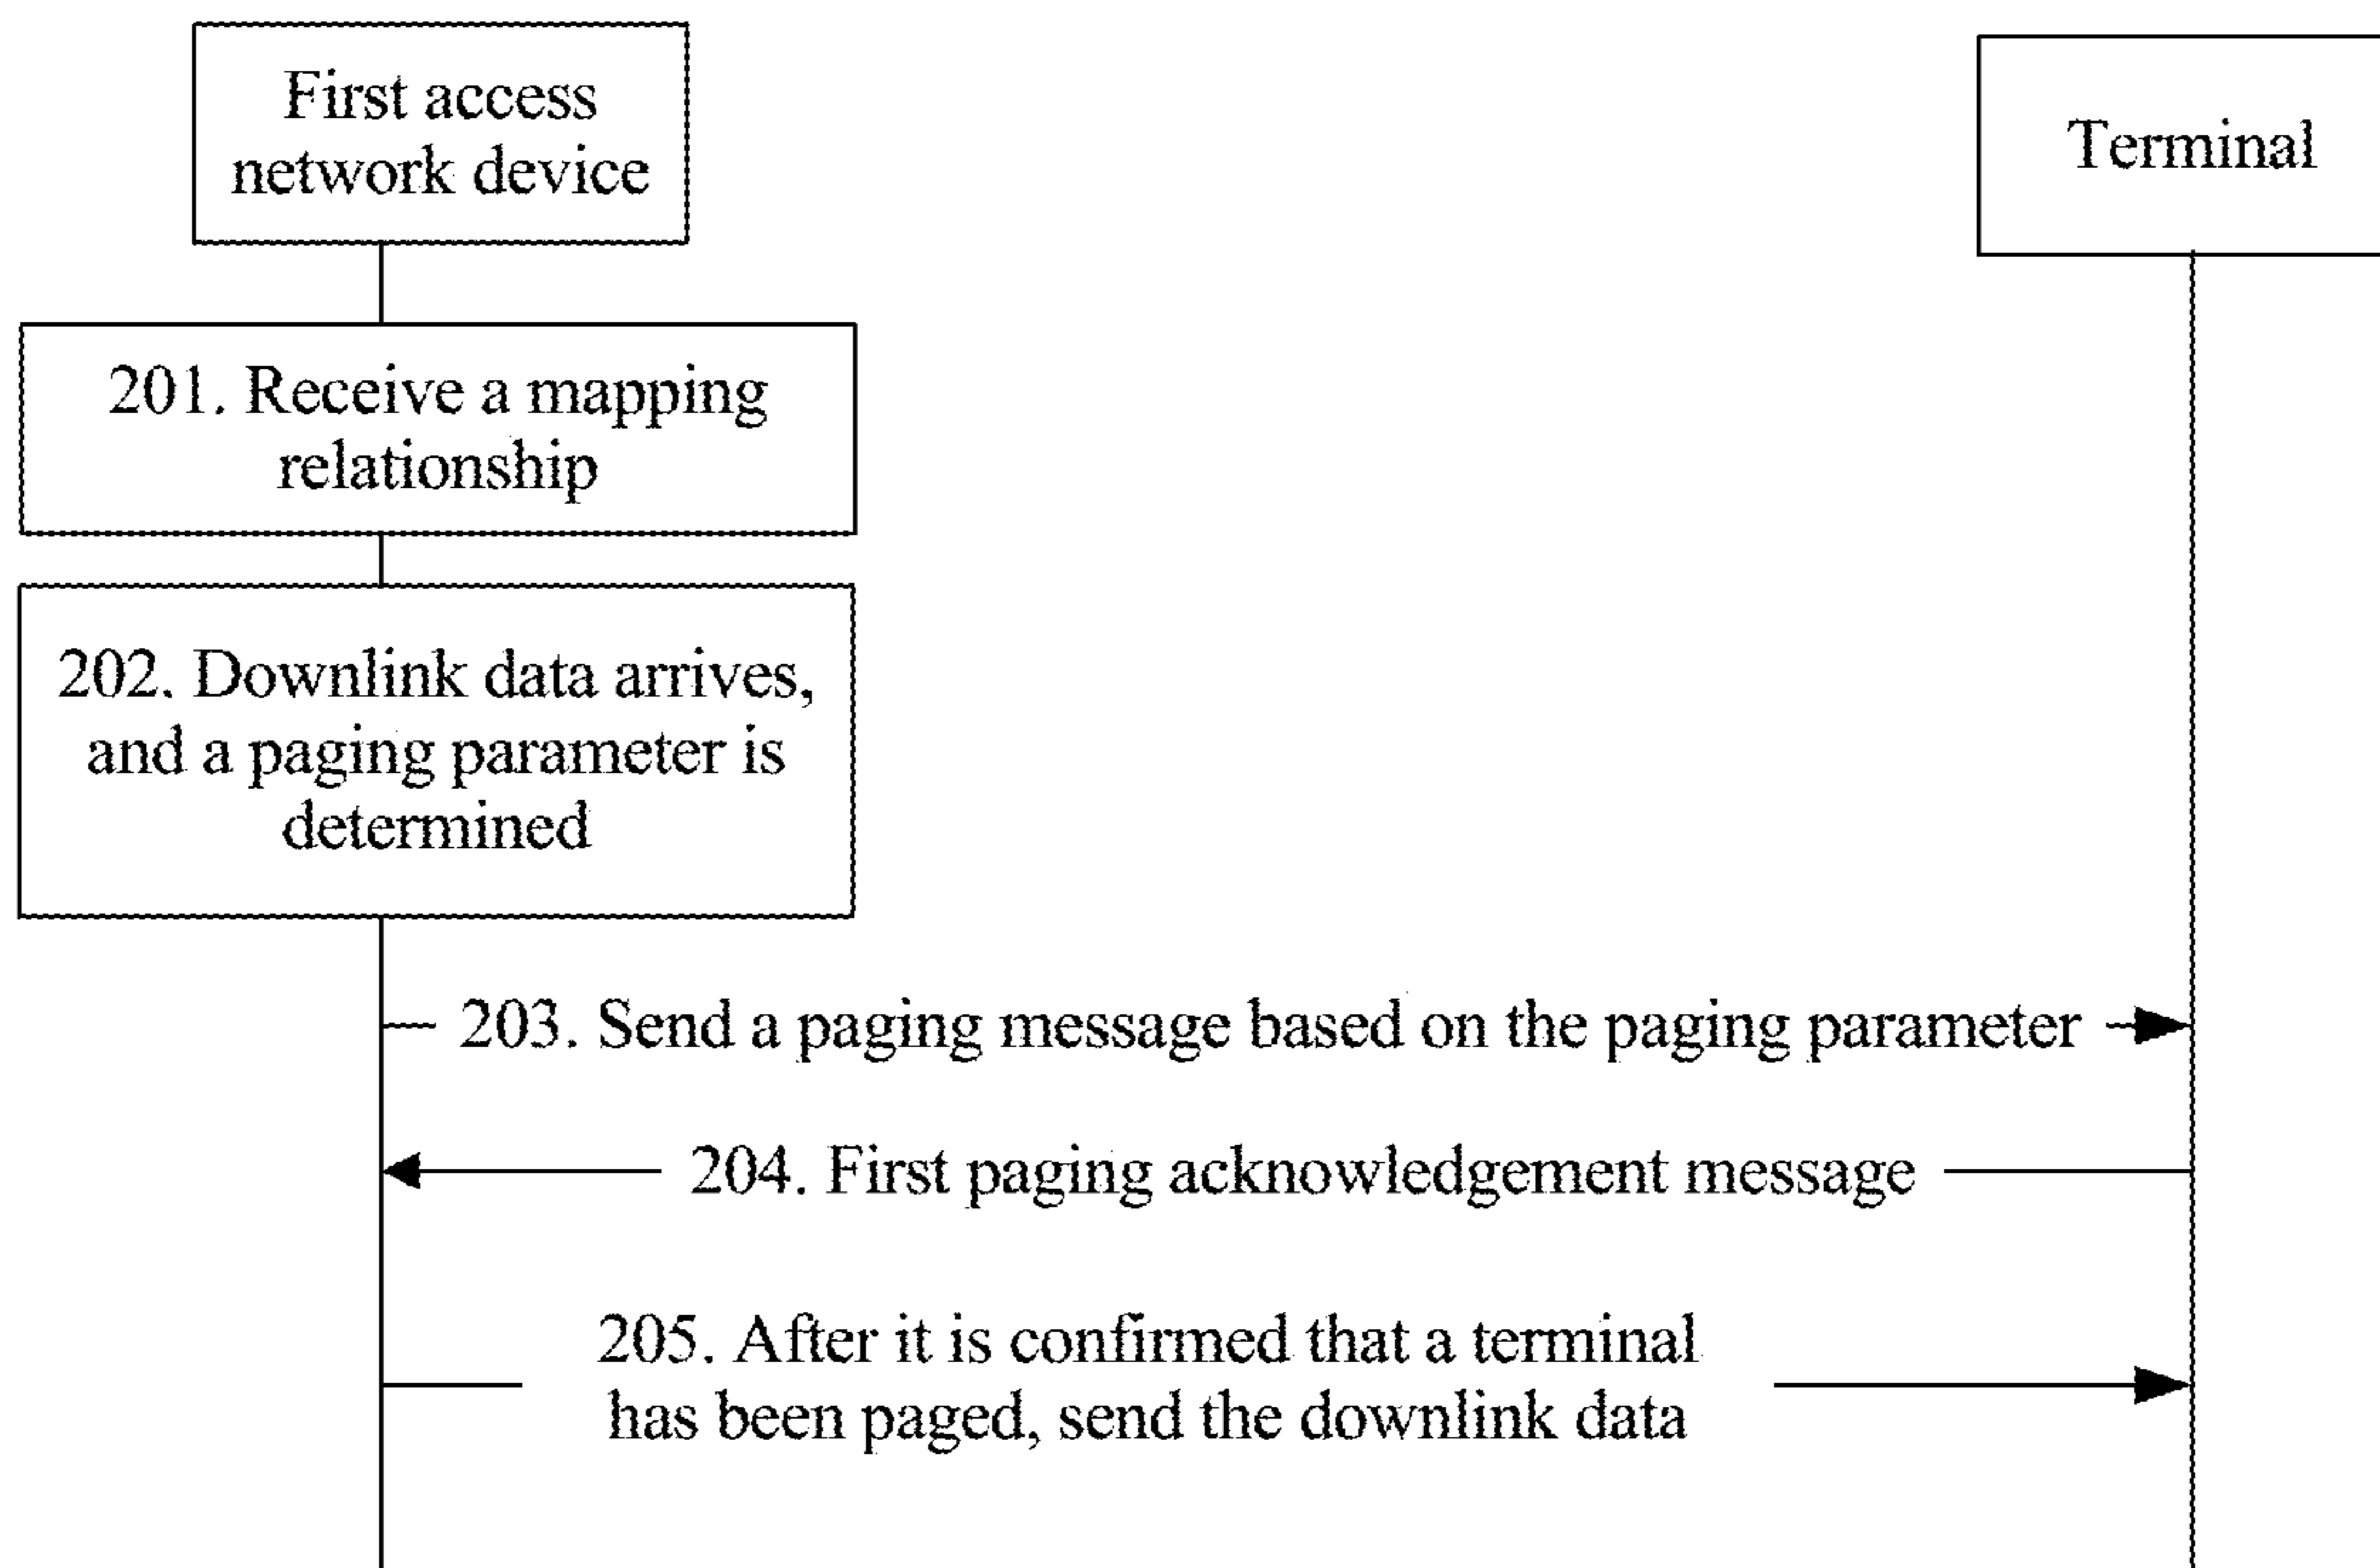 First access
network device
Terminal
201. Receive a mapping
relationship
202. Downlink data arrives,
and a paging parameter is
determined
203. Send a paging message based on the paging parameter
204. First paging acknowledgement message
205. After it is confirmed that a terminal
has been paged, send the downlink data